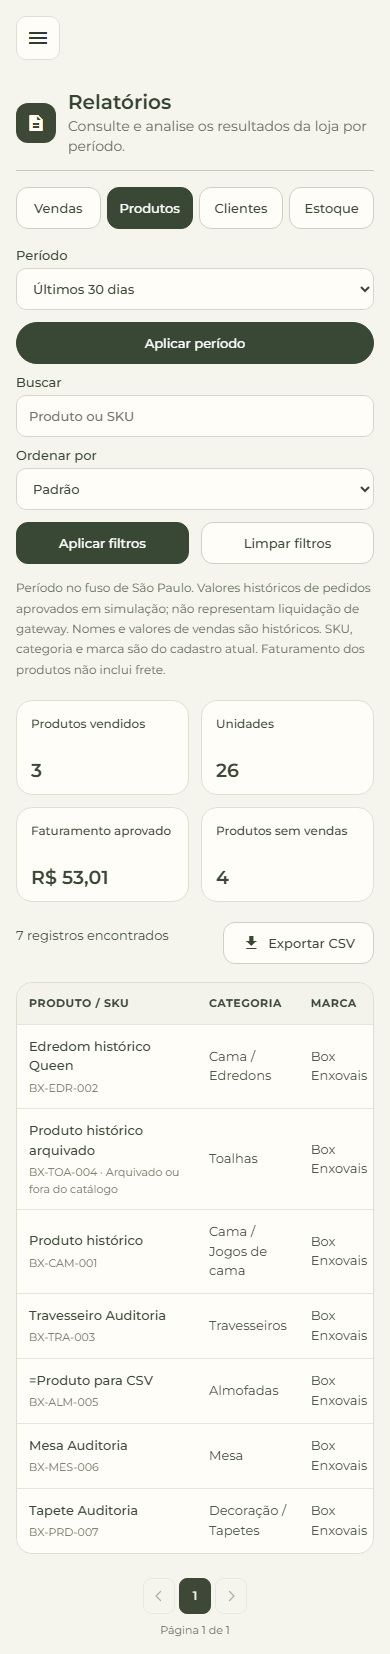 Relatórios
Consulte e analise os resultados da loja por
período.
Vendas Produtos Clientes Estoque
Período
Últimos 30 dias
Aplicar período
Buscar
Produto ou SKU
Ordenar por
Padrão
Aplicar filtros Limpar filtros
Período no fuso de São Paulo. Valores históricos de pedidos
aprovados em simulação; não representam liquidação de
gateway. Nomes e valores de vendas são históricos. SKU,
categoria e marca são do cadastro atual. Faturamento dos
produtos não inclui frete.
Produtos vendidos
3
Unidades
26
Faturamento aprovado
R$ 53,01
Produtos sem vendas
4
7 registros encontrados
Exportar CSV
PRODUTO / SKU CATEGORIA MARCA
Edredom histórico
Queen
BX-EDR-002
Cama /
Edredons
Box
Enxovais
Produto histórico
arquivado
BX-TOA-004 · Arquivado ou
fora do catálogo
Toalhas
Box
Enxovais
Produto histórico
BX-CAM-001
Cama /
Jogos de
cama
Box
Enxovais
Travesseiro Auditoria
BX-TRA-003
Travesseiros
Box
Enxovais
=Produto para CSV
BX-ALM-005
Almofadas
Box
Enxovais
Mesa Auditoria
BX-MES-006
Mesa
Box
Enxovais
Tapete Auditoria
BX-PRD-007
Decoração /
Tapetes
Box
Enxovais
1
Página 1 de 1